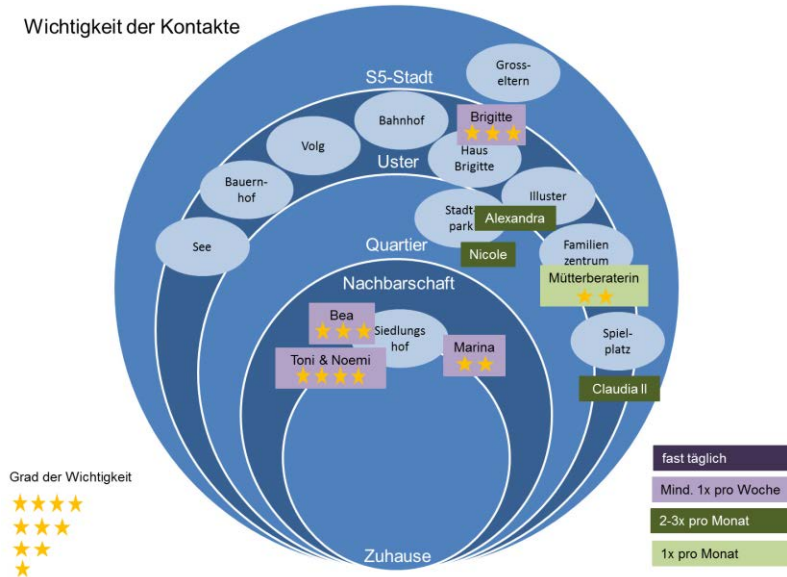 Wichtigkeit der Kontakte
Gross-
eltern
S5-Stadt
Bahnhof
Brigitte
Volg
Haus
Brigitte
Uster
Bauern-
hof
Illuster
Stadt-
park
Alexandra
See
Quartier
Nicole
Familien
zentrum
Mütterberaterin
Nachbarschaft
Bea
Siedlungs
hof
Marina
Spiel-
platz
Toni & Noemi
Claudia II
Grad der Wichtigkeit
fast täglich
Mind. 1x pro Woche
2-3x pro Monat
1x pro Monat
Zuhause